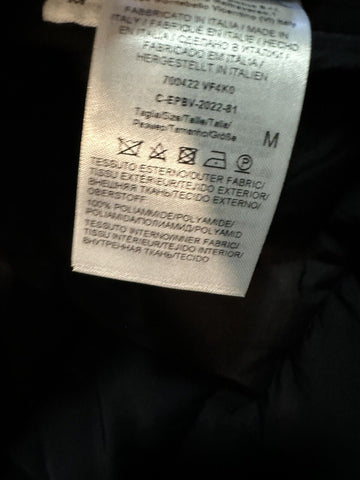 M
FABRICATO IN ITALIA / MADE IN
ITALY / FABRIQUÉ EN ITALIE / HECHO
EN ITALIA / СДЕЛАНО В ИТАЛИИ /
FABRICADO EM ITÁLIA /
HERGESTELLT IN ITALIEN
700422 VF4K0
C-EPBV-2022-81
Taglia/Size/Taille/Talla/
Размер/Tamanho/Größe M
TESSUTO ESTERNO/OUTER FABRIC/
TISSU EXTÉRIEUR/TEJIDO EXTERIOR/
ВНЕШНЯЯ ТКАНЬ/TECIDO EXTERNO/
OBERSTOFF
100% POLIAMMIDE/POLYAMIDE/
POLIAMIDA/ПОЛИАМИД/POLYAMID
TESSUTO INTERNO/INNER FABRIC/
TISSU INTÉRIEUR/TEJIDO INTERIOR/
ВНУТРЕННАЯ ТКАНЬ/TECIDO